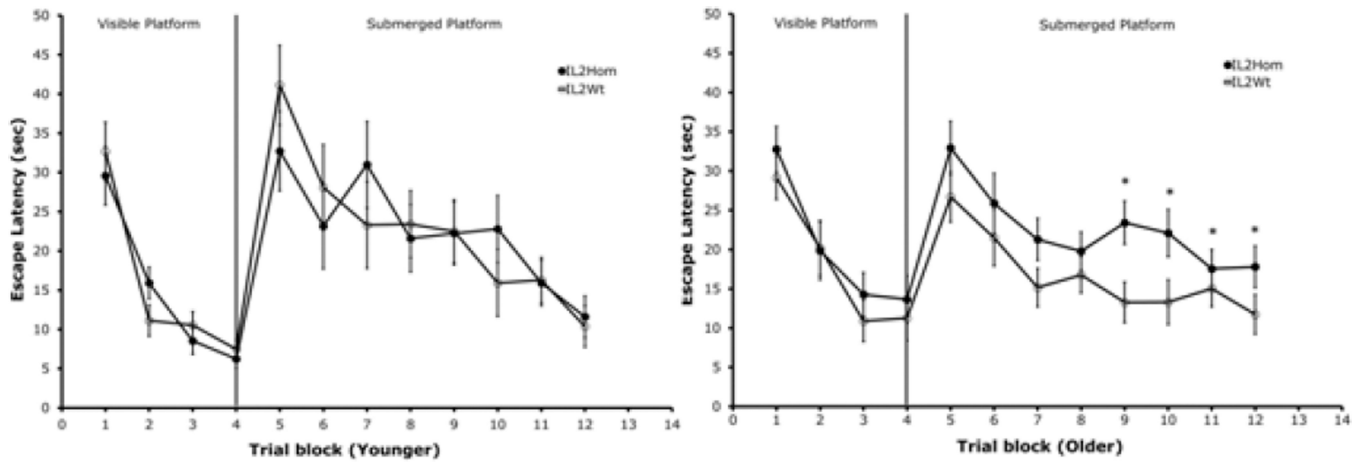 Visible Platform Submerged Platform
50
45
40
35
30
25
20
15
10
5
0
Escape Latency (sec)
IL2Hom
IL2Wt
0 1 2 3 4 5 6 7 8 9 10 11 12 13 14
Trial block (Younger)
Visible Platform Submerged Platform
50
45
40
35
30
25
20
15
10
5
0
Escape Latency (sec)
IL2Hom
IL2Wt
* * * *
0 1 2 3 4 5 6 7 8 9 10 11 12 13 14
Trial block (Older)